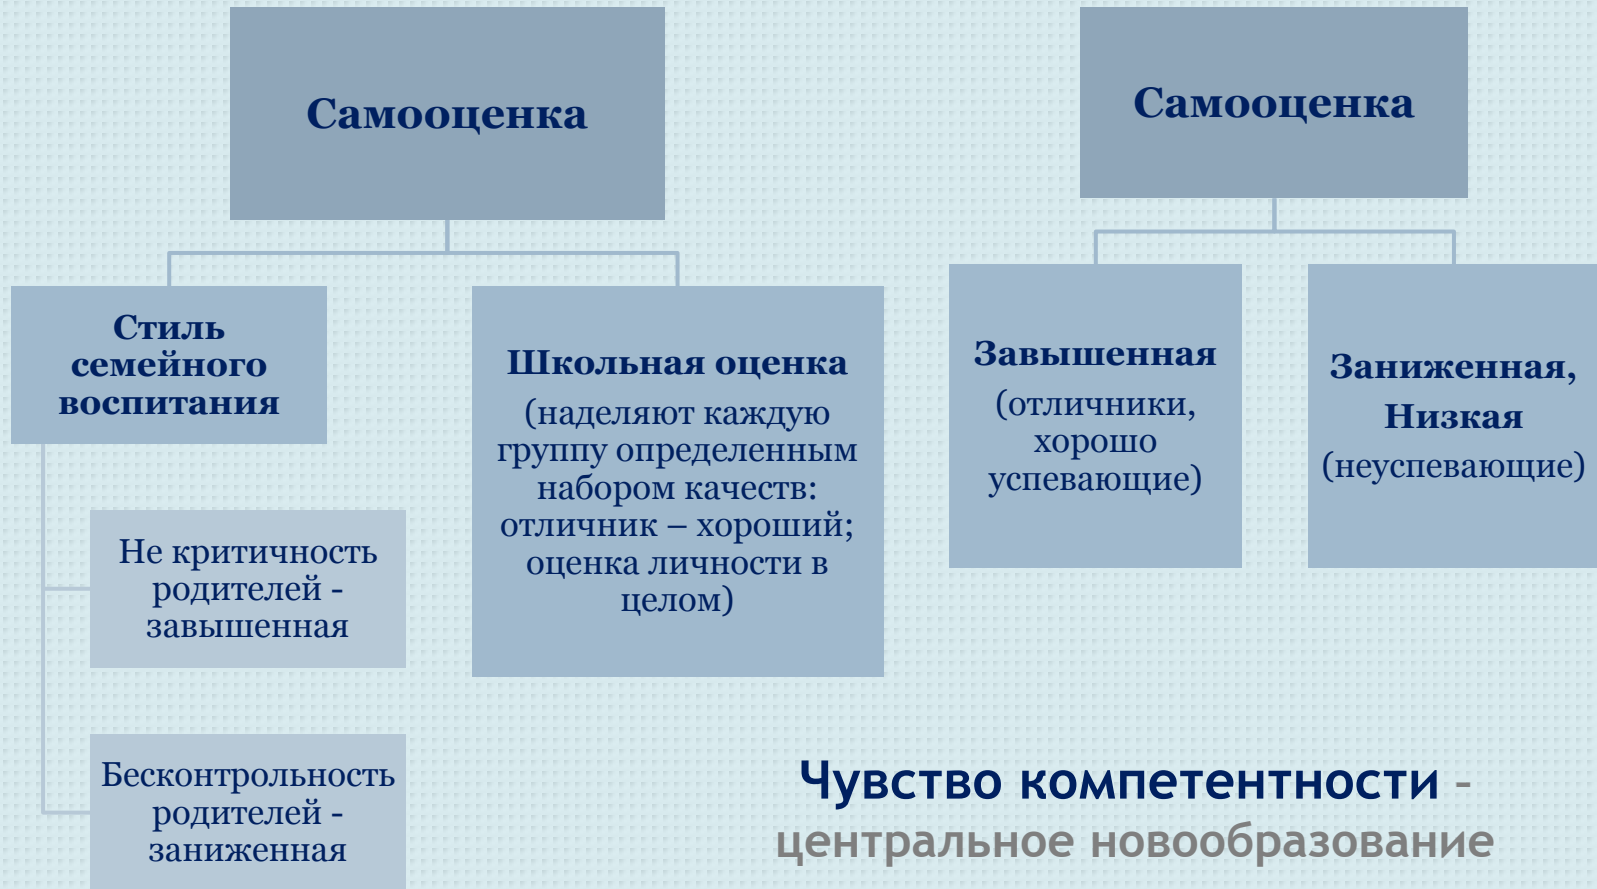 Самооценка
Стиль
семейного
воспитания
Не критичность
родителей -
завышенная
Бесконтрольность
родителей -
заниженная
Школьная оценка
(наделяют каждую
группу определенным
набором качеств:
отличник – хороший;
оценка личности в
целом)
Самооценка
Завышенная
(отличники,
хорошо
успевающие)
Заниженная,
Низкая
(неуспевающие)
Чувство компетентности –
центральное новообразование